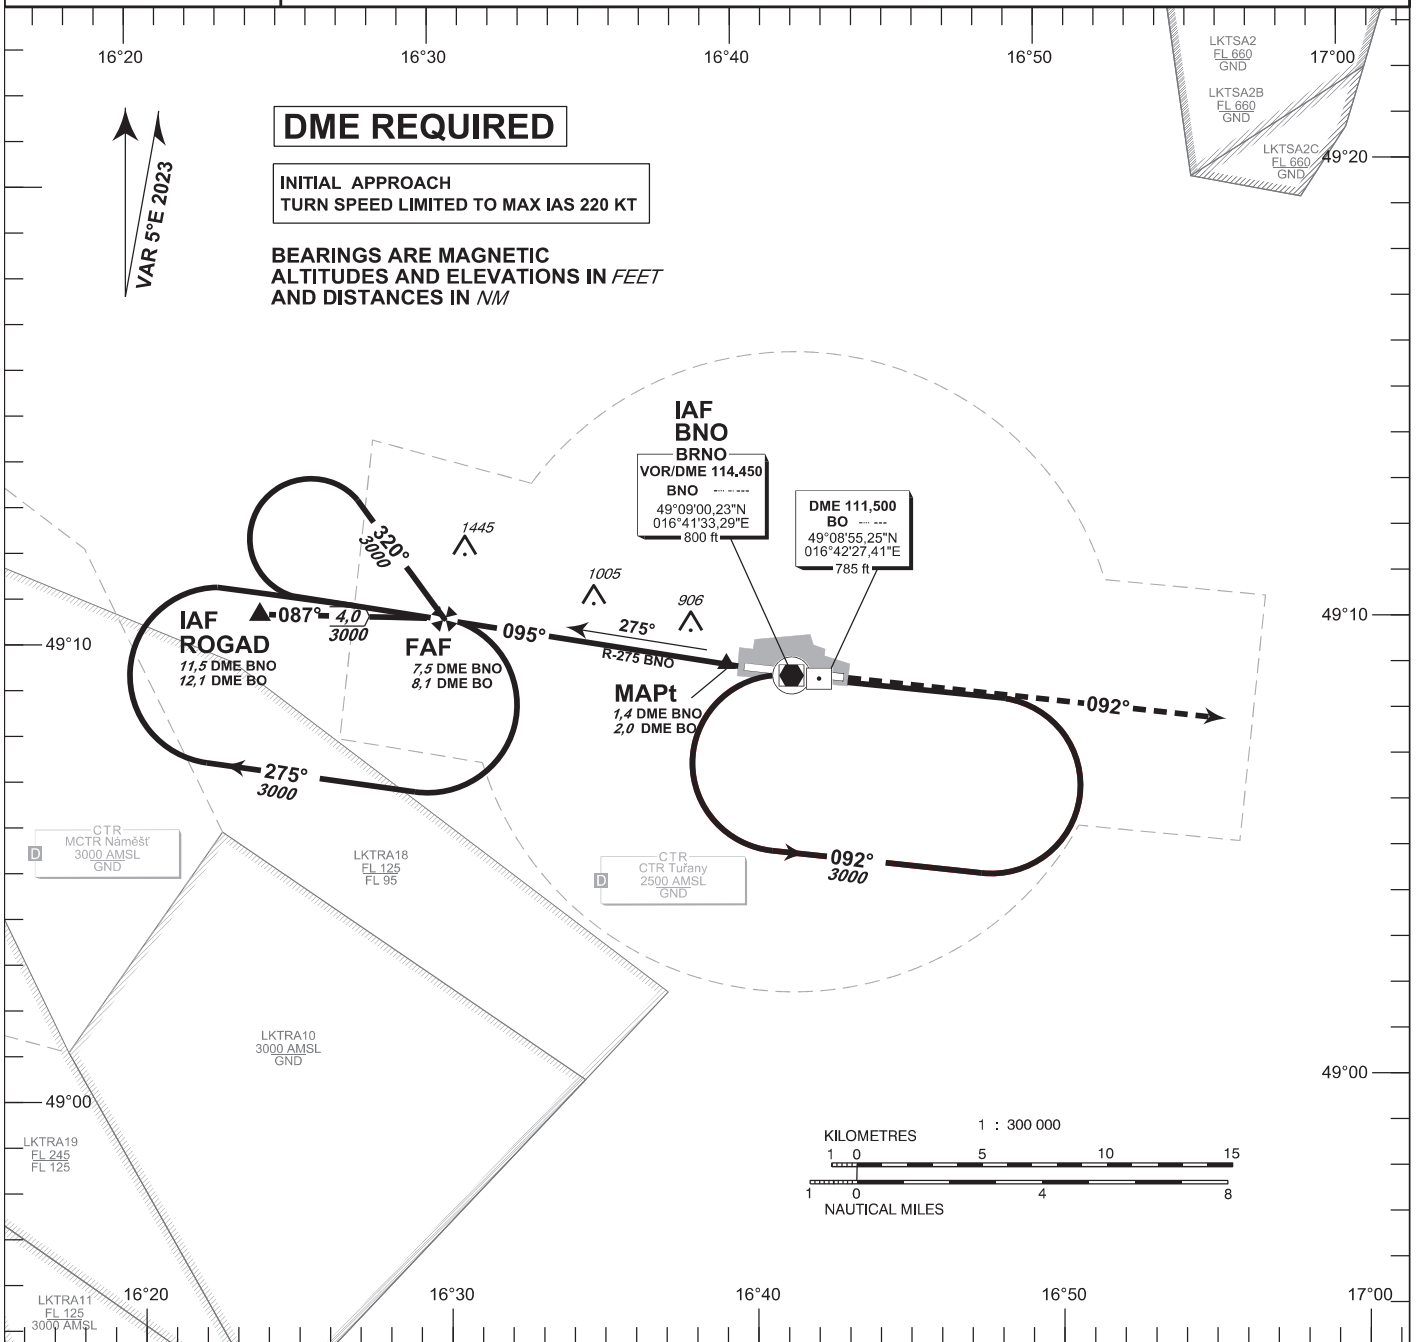 16°20
16°30
16°40
16°50
17°00
LKTSA2
FL 660
GND
LKTSA2B
FL 660
GND
LKTSA2C
FL 660
GND
49°20
DME REQUIRED
INITIAL APPROACH
TURN SPEED LIMITED TO MAX IAS 220 KT
VAR 5°E 2023
BEARINGS ARE MAGNETIC
ALTITUDES AND ELEVATIONS IN FEET
AND DISTANCES IN NM
IAF
BNO
BRNO
VOR/DME 114.450
BNO
49°09'00,23"N
016°41'33,29"E
800 ft
DME 111,500
BO
49°08'55,25"N
016°42'27,41"E
785 ft
320°
3000
1445
1005
906
IAF
ROGAD
11,5 DME BNO
12,1 DME BO
087°
4,0
3000
FAF
7,5 DME BNO
8,1 DME BO
095°
275°
R-275 BNO
MAPt
1,4 DME BNO
2,0 DME BO
49°10
49°10
092°
275°
3000
092°
3000
CTR
MCTR Náměšť
3000 AMSL
GND
D
LKTRA18
FL 125
FL 95
CTR
CTR Tuřany
2500 AMSL
GND
D
LKTRA10
3000 AMSL
GND
49°00
49°00
LKTRA19
FL 245
FL 125
1 : 300 000
KILOMETRES
1 0 5 10 15
1 0 4 8
NAUTICAL MILES
LKTRA11
FL 125
3000 AMSL
16°20
16°30
16°40
16°50
17°00